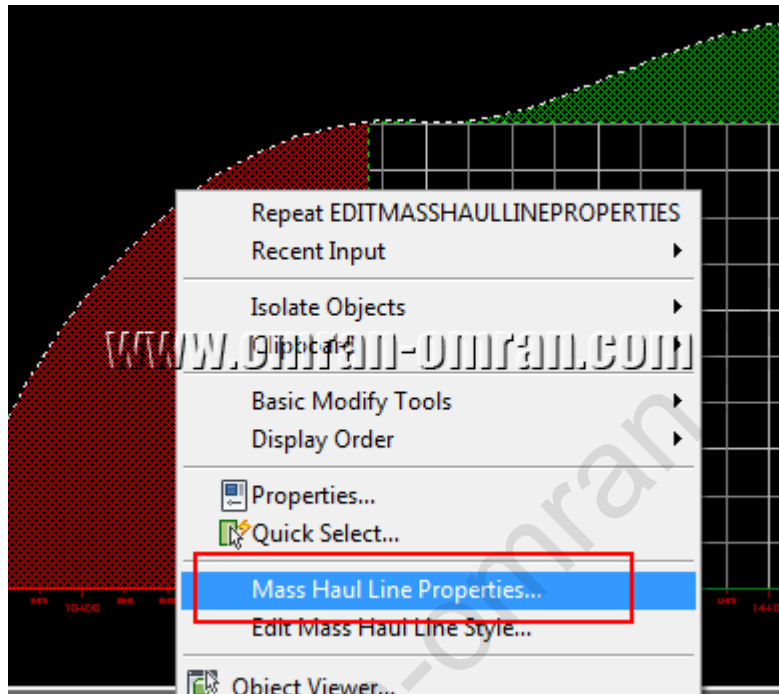 Repeat EDITMASSHAULLINEPROPERTIES
Recent Input
Isolate Objects
www.omran-omran.com
Clipboard
Basic Modify Tools
Display Order
Properties...
Quick Select...
Mass Haul Line Properties...
Edit Mass Haul Line Style...
Object Viewer...